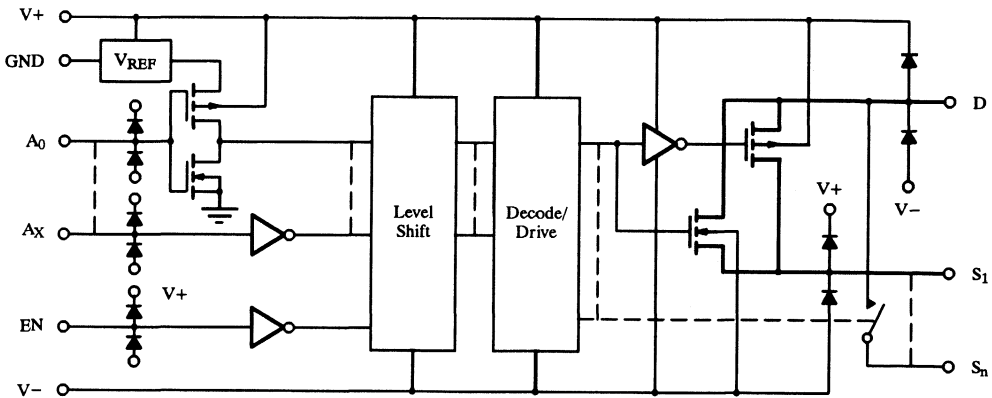 V+
GND
VREF
A0
AX
V+
EN
V−
Level
Shift
Decode/
Drive
D
V−
V+
S1
Sn